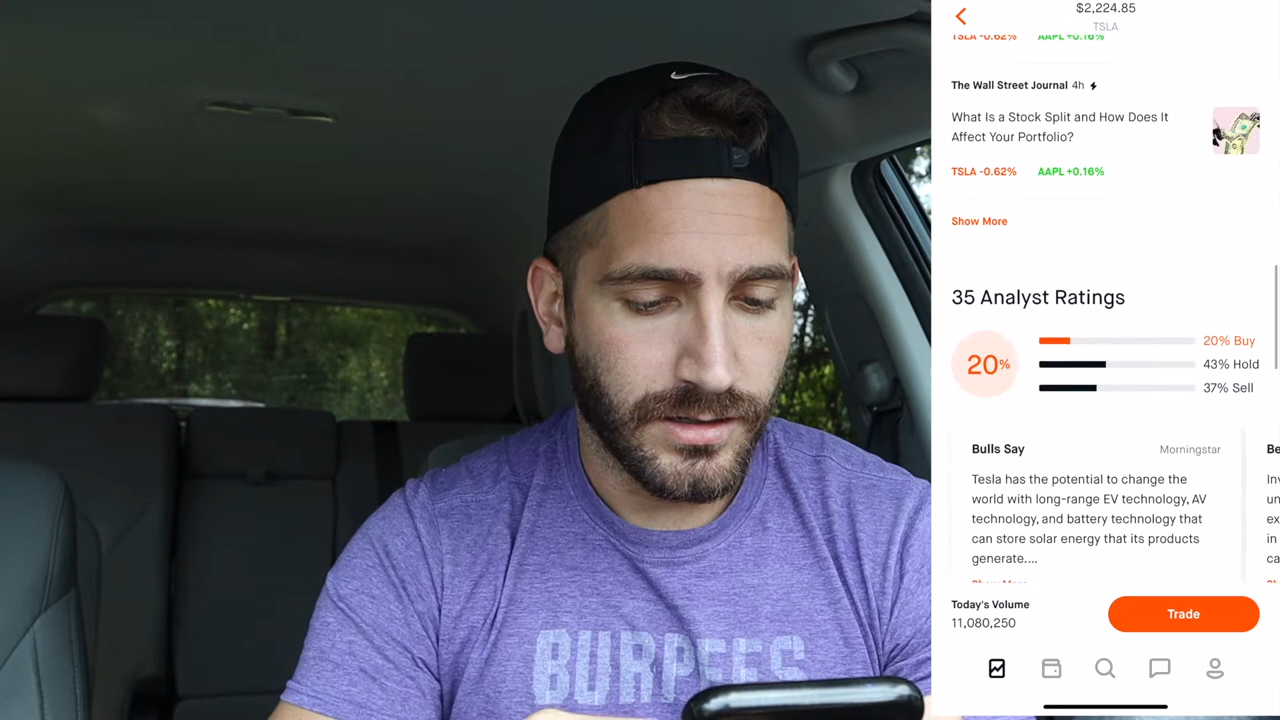 $2,224.85
TSLA
TSLA -0.62% AAPL +0.16%
The Wall Street Journal 4h
What Is a Stock Split and How Does It
Affect Your Portfolio?
TSLA -0.62% AAPL +0.16%
Show More
35 Analyst Ratings
20%
20% Buy
43% Hold
37% Sell
Bulls Say Morningstar
Tesla has the potential to change the
world with long-range EV technology, AV
technology, and battery technology that
can store solar energy that its products
generate....
Show More
Today's Volume
11,080,250
Trade
BURPEES